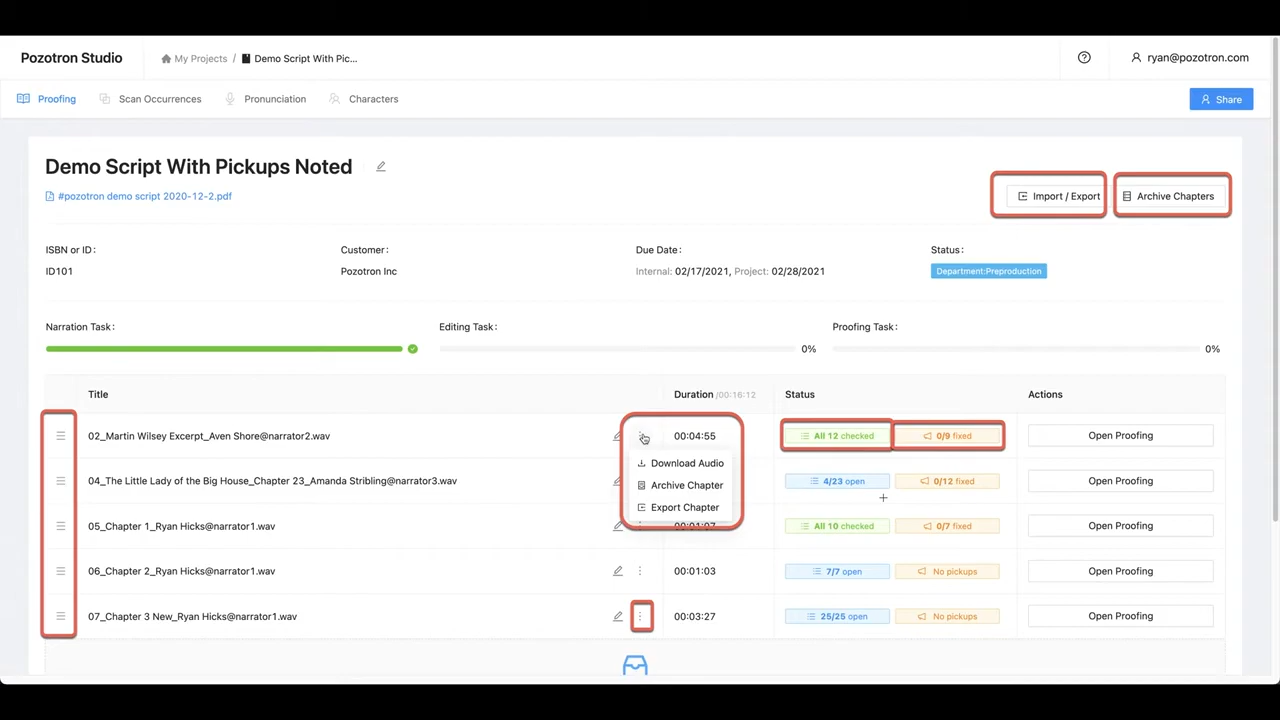 Pozotron Studio
My Projects / Demo Script With Pic...
ryan@pozotron.com
Proofing
Scan Occurrences
Pronunciation
Characters
Share
Demo Script With Pickups Noted
#pozotron demo script 2020-12-2.pdf
Import / Export
Archive Chapters
ISBN or ID:
Customer:
Due Date:
Status:
ID101
Pozotron Inc
Internal: 02/17/2021, Project: 02/28/2021
Department:Preproduction
Narration Task:
Editing Task:
Proofing Task:
0%
0%
Title
Duration /00:16:12
Status
Actions
02_Martin Wilsey Excerpt_Aven Shore@narrator2.wav
00:04:55
All 12 checked
0/9 fixed
Open Proofing
Download Audio
04_The Little Lady of the Big House_Chapter 23_Amanda Stribling@narrator3.wav
Archive Chapter
4/23 open
0/12 fixed
Open Proofing
Export Chapter
05_Chapter 1_Ryan Hicks@narrator1.wav
All 10 checked
0/7 fixed
Open Proofing
06_Chapter 2_Ryan Hicks@narrator1.wav
00:01:03
7/7 open
No pickups
Open Proofing
07_Chapter 3 New_Ryan Hicks@narrator1.wav
00:03:27
25/25 open
No pickups
Open Proofing